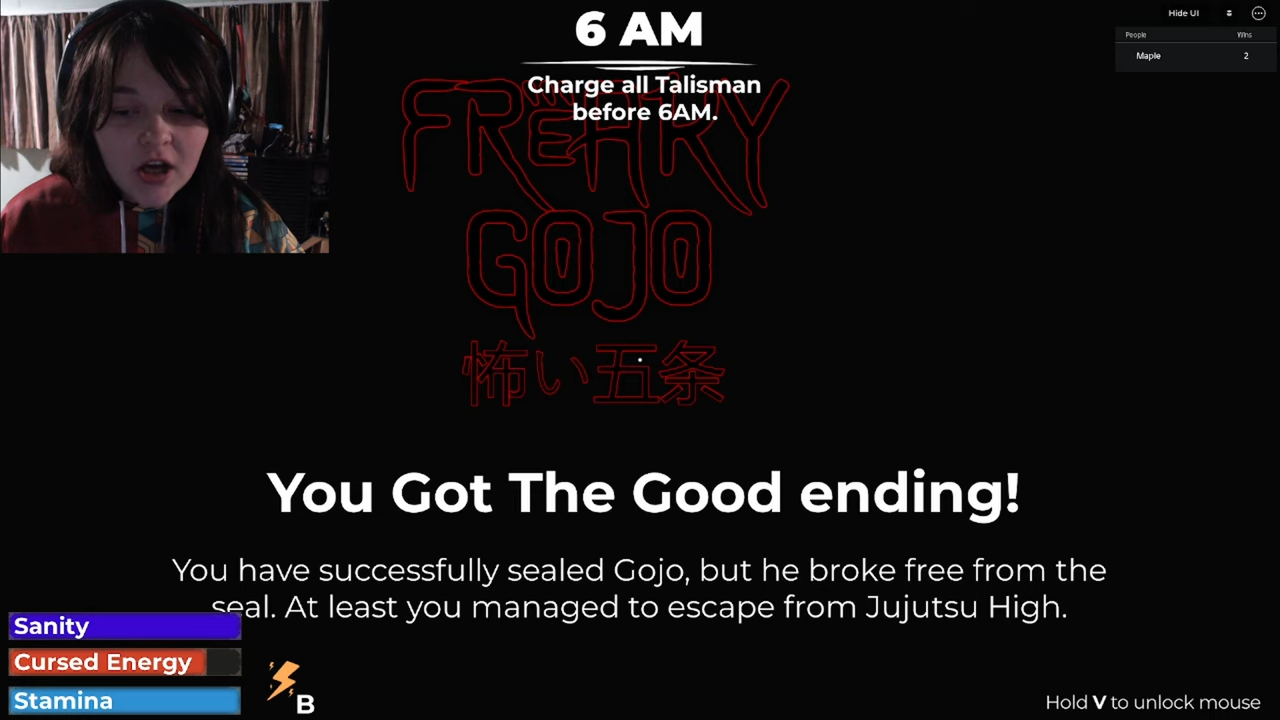 6 AM
Charge all Talisman
before 6AM.
FREAKY
GOJO
怖い五条
Hide UI
People Wins
Maple 2
You Got The Good ending!
You have successfully sealed Gojo, but he broke free from the
seal. At least you managed to escape from Jujutsu High.
Sanity
Cursed Energy
Stamina
B
Hold V to unlock mouse